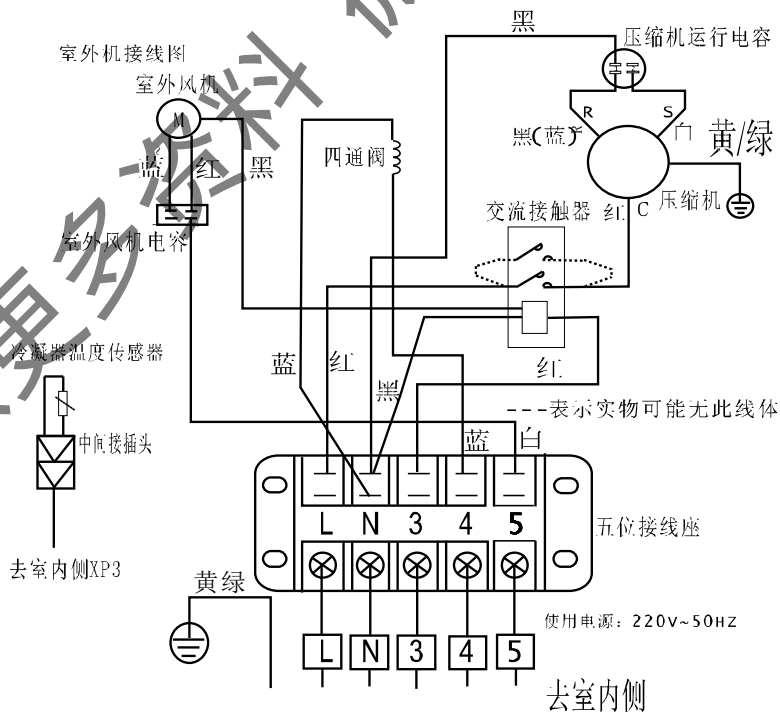 黑
压缩机运行电容
室外机接线图
室外风机
M
R
S
黑(蓝)
白
黄/绿
蓝
红
黑
四通阀
交流接触器
红
C
压缩机
室外风机电容
冷凝器温度传感器
蓝
红
黑
红
---表示实物可能无此线体
中间接插头
蓝
白
L N 3 4 5
五位接线座
去室内侧XP3
黄绿
使用电源：220V~50HZ
L N 3 4 5
去室内侧
更多资料